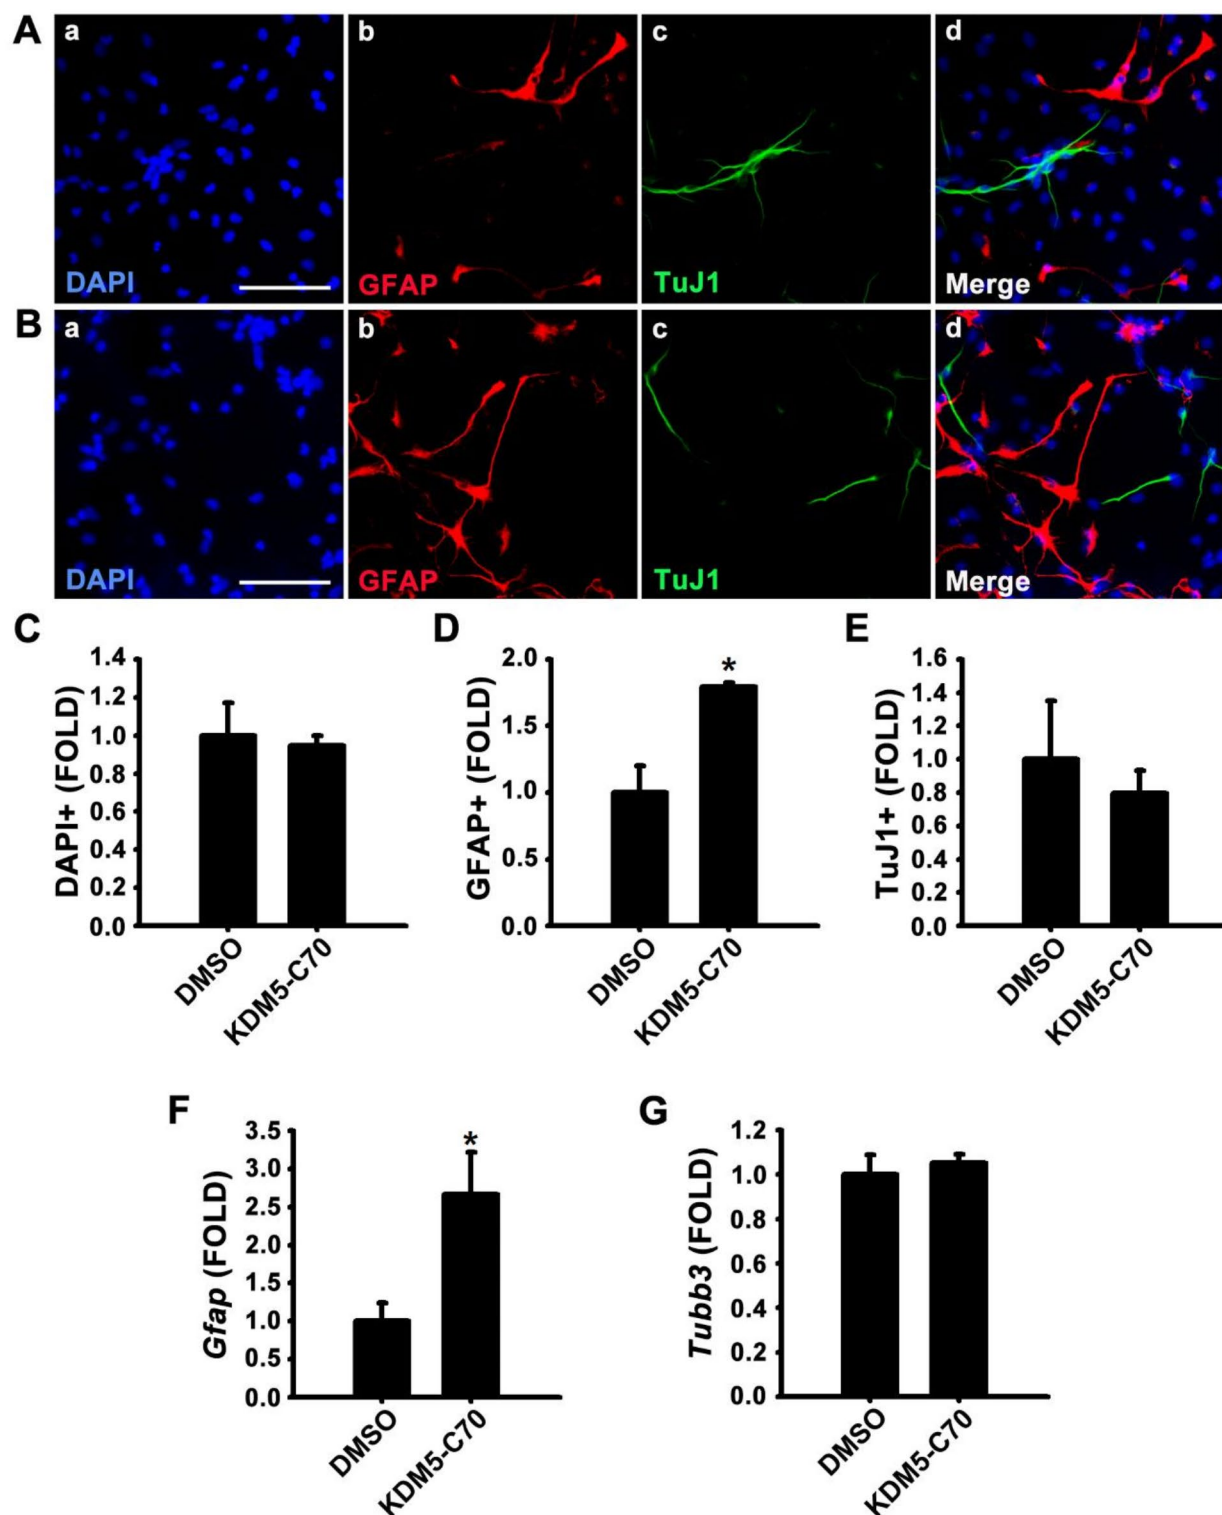 A
a
b
c
d
DAPI
GFAP
TuJ1
Merge
B
a
b
c
d
DAPI
GFAP
TuJ1
Merge
C
D
E
DAPI+ (FOLD)
1.4
1.2
1.0
0.8
0.6
0.4
0.2
0.0
DMSO
KDM5-C70
GFAP+ (FOLD)
2.0
1.5
1.0
0.5
0.0
*
DMSO
KDM5-C70
TuJ1+ (FOLD)
1.6
1.4
1.2
1.0
0.8
0.6
0.4
0.2
0.0
DMSO
KDM5-C70
F
G
Gfap (FOLD)
3.5
3.0
2.5
2.0
1.5
1.0
0.5
0.0
*
DMSO
KDM5-C70
Tubb3 (FOLD)
1.2
1.0
0.8
0.6
0.4
0.2
0.0
DMSO
KDM5-C70